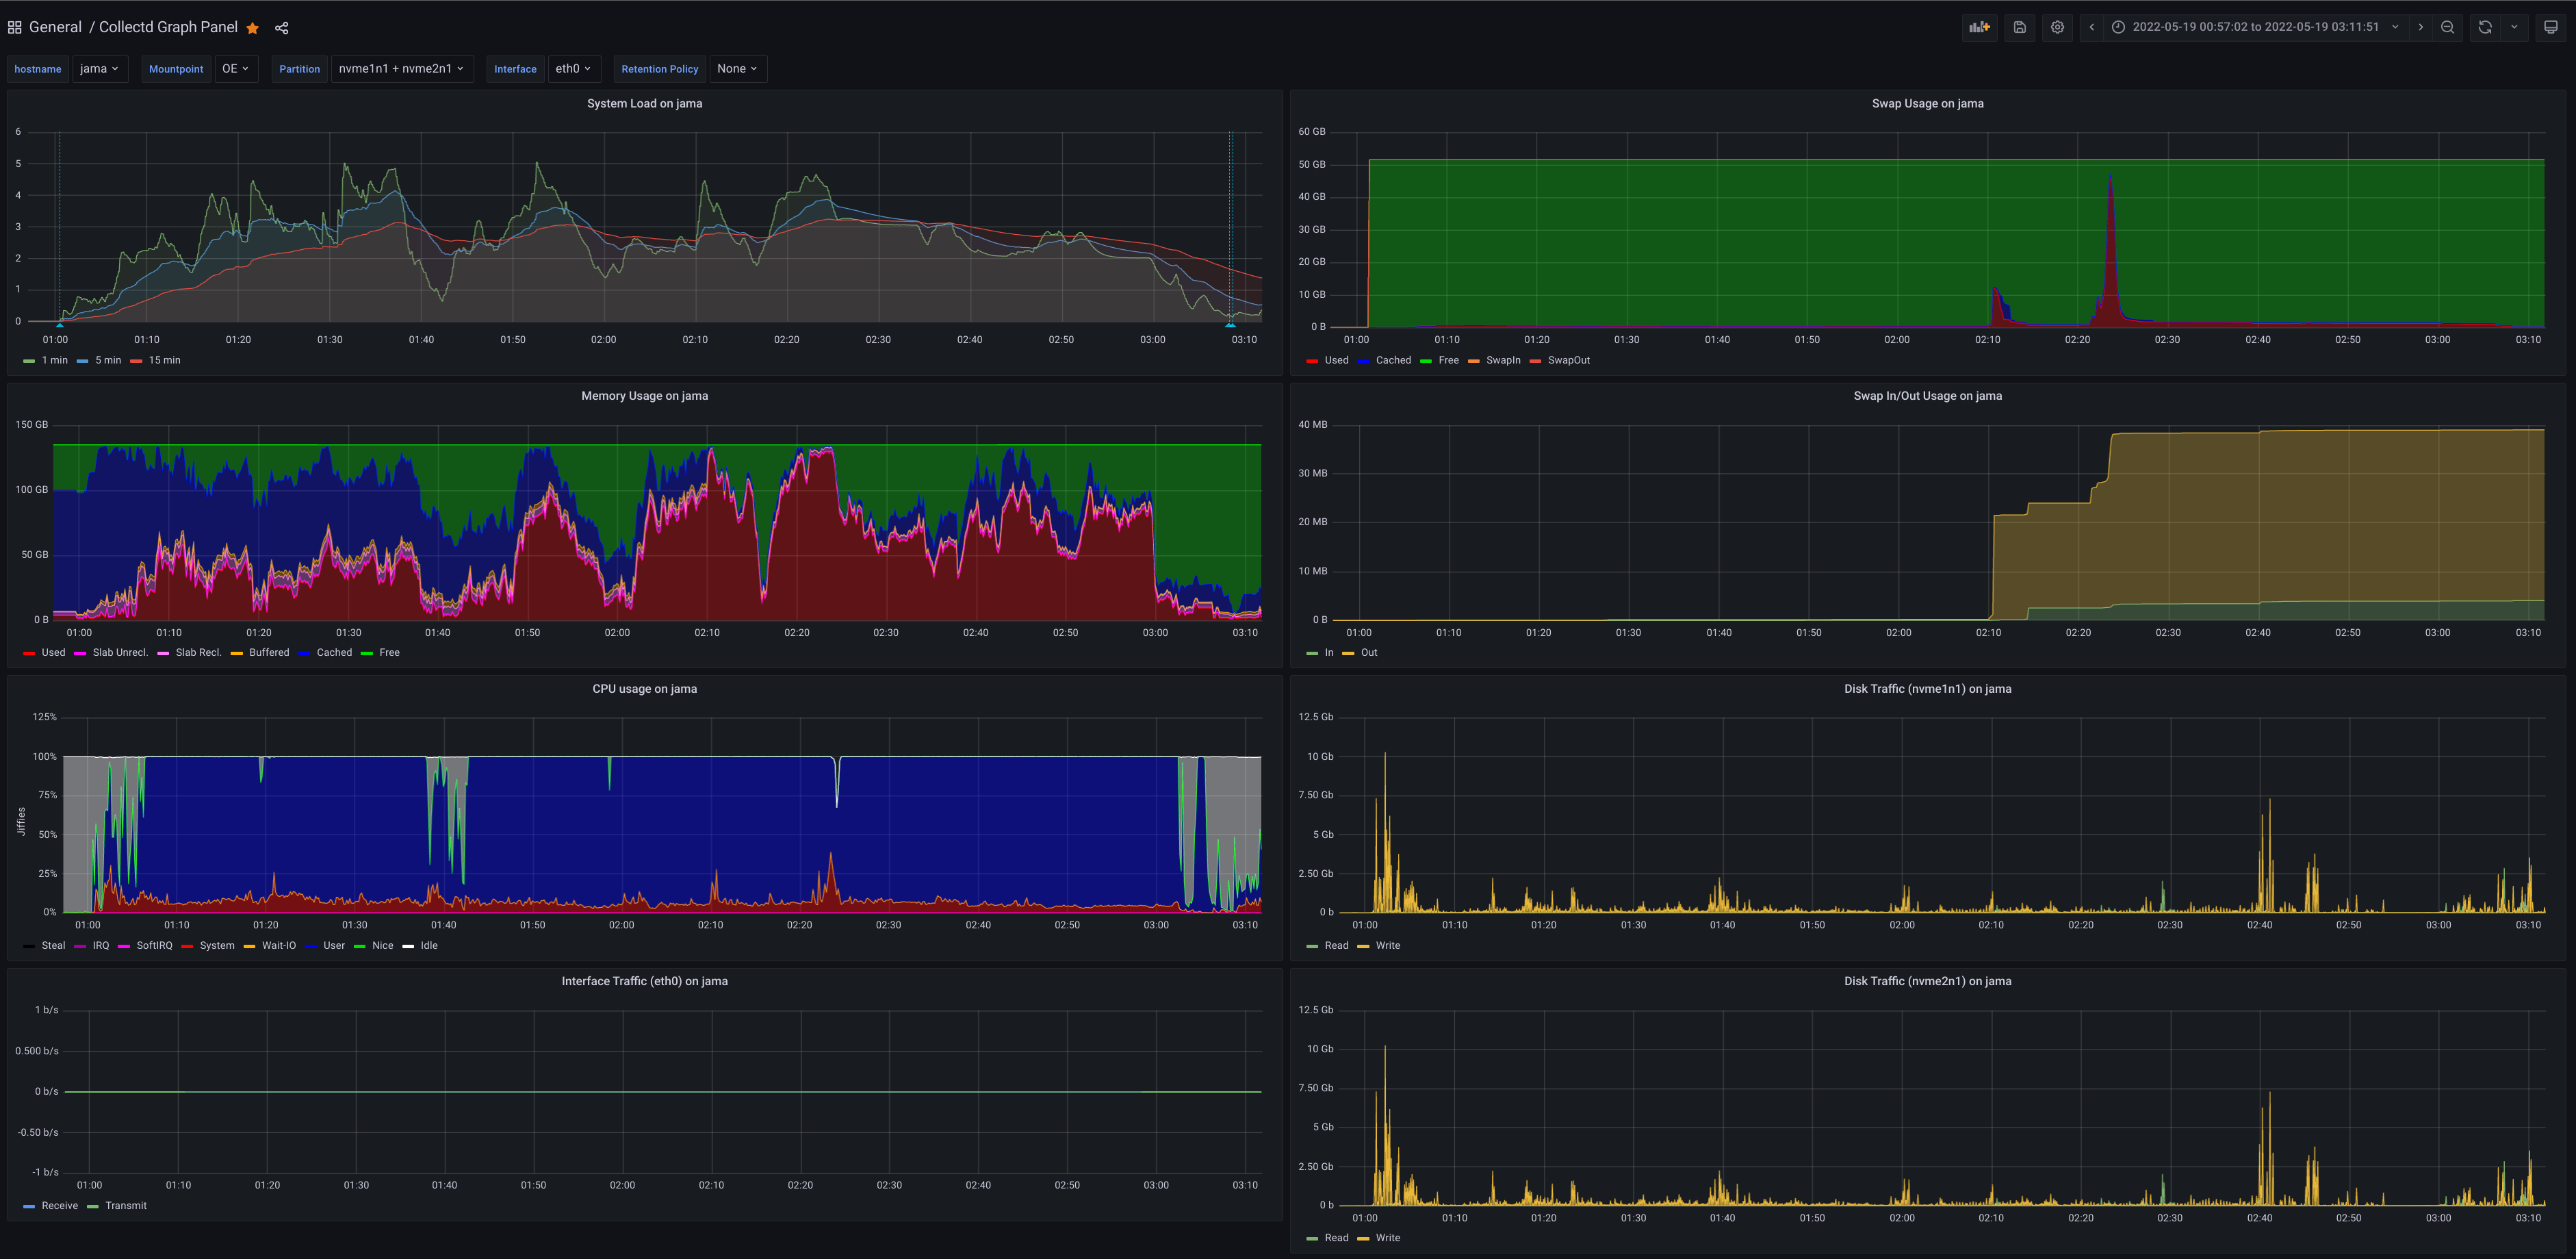 General / Collectd Graph Panel
2022-05-19 00:57:02 to 2022-05-19 03:11:51
hostname jama Mountpoint OE Partition nvme1n1 + nvme2n1 Interface eth0 Retention Policy None
System Load on jama
6
5
4
3
2
1
0
01:00 01:10 01:20 01:30 01:40 01:50 02:00 02:10 02:20 02:30 02:40 02:50 03:00 03:10
1 min 5 min 15 min
Swap Usage on jama
60 GB
50 GB
40 GB
30 GB
20 GB
10 GB
0 B
01:00 01:10 01:20 01:30 01:40 01:50 02:00 02:10 02:20 02:30 02:40 02:50 03:00 03:10
Used Cached Free SwapIn SwapOut
Memory Usage on jama
150 GB
100 GB
50 GB
0 B
01:00 01:10 01:20 01:30 01:40 01:50 02:00 02:10 02:20 02:30 02:40 02:50 03:00 03:10
Used Slab Unrecl. Slab Recl. Buffered Cached Free
Swap In/Out Usage on jama
40 MB
30 MB
20 MB
10 MB
0 B
01:00 01:10 01:20 01:30 01:40 01:50 02:00 02:10 02:20 02:30 02:40 02:50 03:00 03:10
In Out
CPU usage on jama
Jiffies
125%
100%
75%
50%
25%
0%
01:00 01:10 01:20 01:30 01:40 01:50 02:00 02:10 02:20 02:30 02:40 02:50 03:00 03:10
Steal IRQ SoftIRQ System Wait-IO User Nice Idle
Disk Traffic (nvme1n1) on jama
12.5 Gb
10 Gb
7.50 Gb
5 Gb
2.50 Gb
0 b
01:00 01:10 01:20 01:30 01:40 01:50 02:00 02:10 02:20 02:30 02:40 02:50 03:00 03:10
Read Write
Interface Traffic (eth0) on jama
1 b/s
0.500 b/s
0 b/s
-0.50 b/s
-1 b/s
01:00 01:10 01:20 01:30 01:40 01:50 02:00 02:10 02:20 02:30 02:40 02:50 03:00 03:10
Receive Transmit
Disk Traffic (nvme2n1) on jama
12.5 Gb
10 Gb
7.50 Gb
5 Gb
2.50 Gb
0 b
01:00 01:10 01:20 01:30 01:40 01:50 02:00 02:10 02:20 02:30 02:40 02:50 03:00 03:10
Read Write